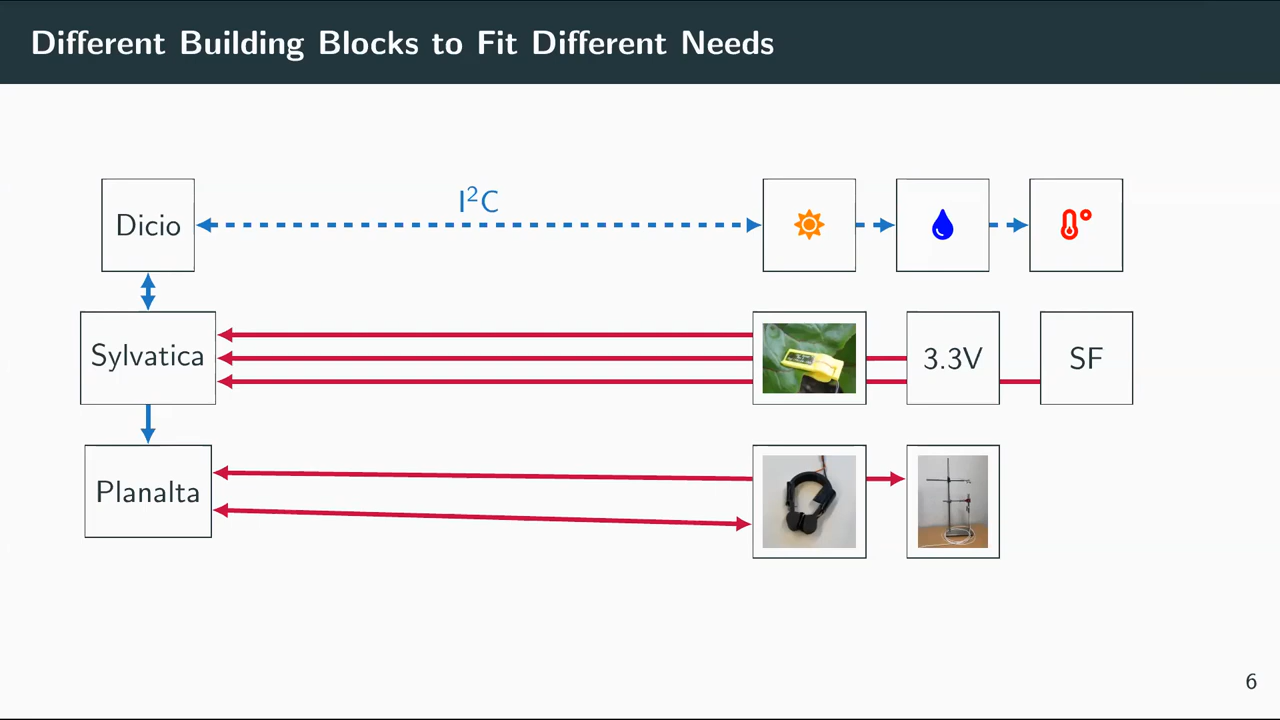 Different Building Blocks to Fit Different Needs
I²C
Dicio
Sylvatica
3.3V
SF
Planalta
6